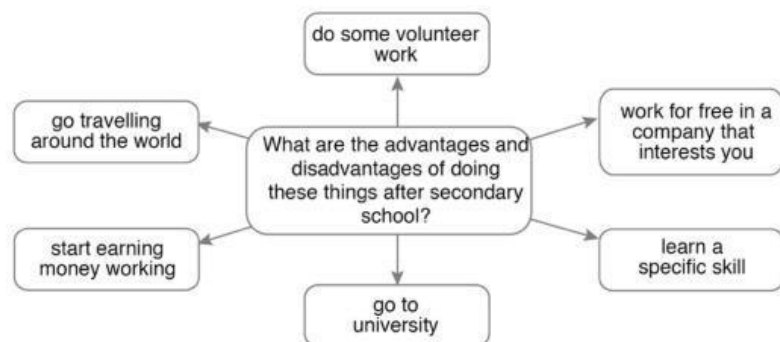 do some volunteer
work
go travelling
around the world
What are the advantages and
disadvantages of doing
these things after secondary
school?
work for free in a
company that
interests you
start earning
money working
learn a
specific skill
go to
university